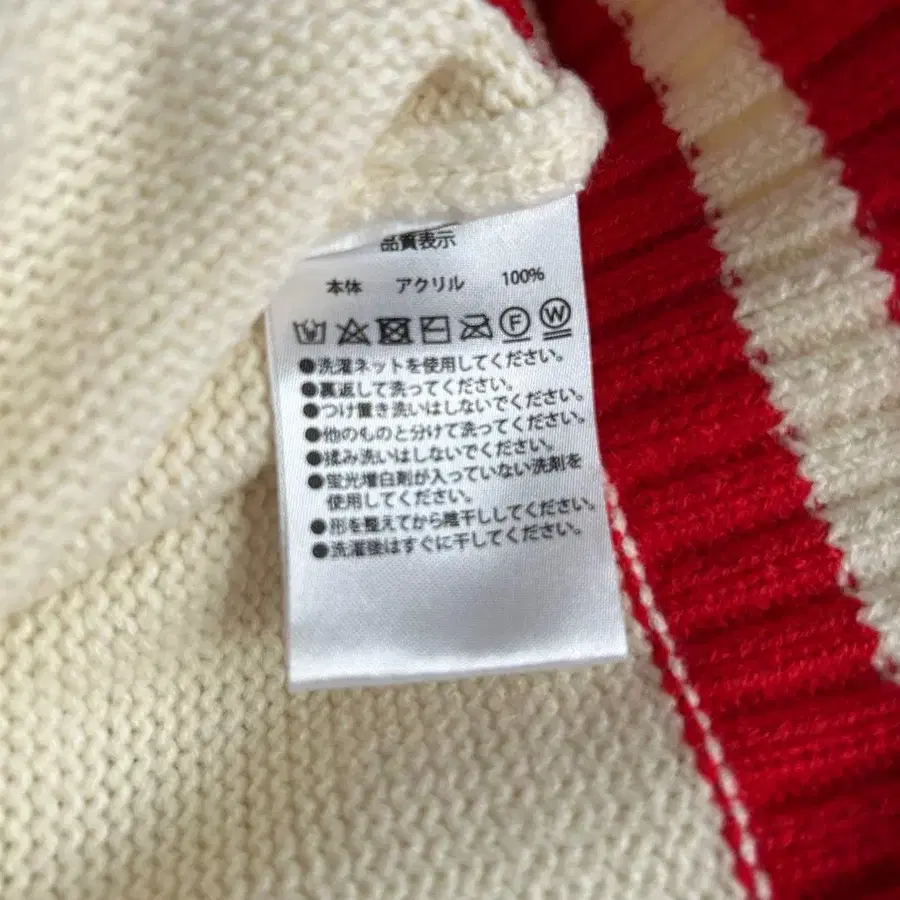 品質表示
本体 アクリル 100%
F W
●洗濯ネットを使用してください。
●裏返して洗ってください。
●つけ置き洗いはしないでください。
●他のものと分けて洗ってください。
●揉み洗いはしないでください。
●蛍光増白剤が入っていない洗剤を
使用してください。
●形を整えてから陰干ししてください。
●洗濯後はすぐに干してください。